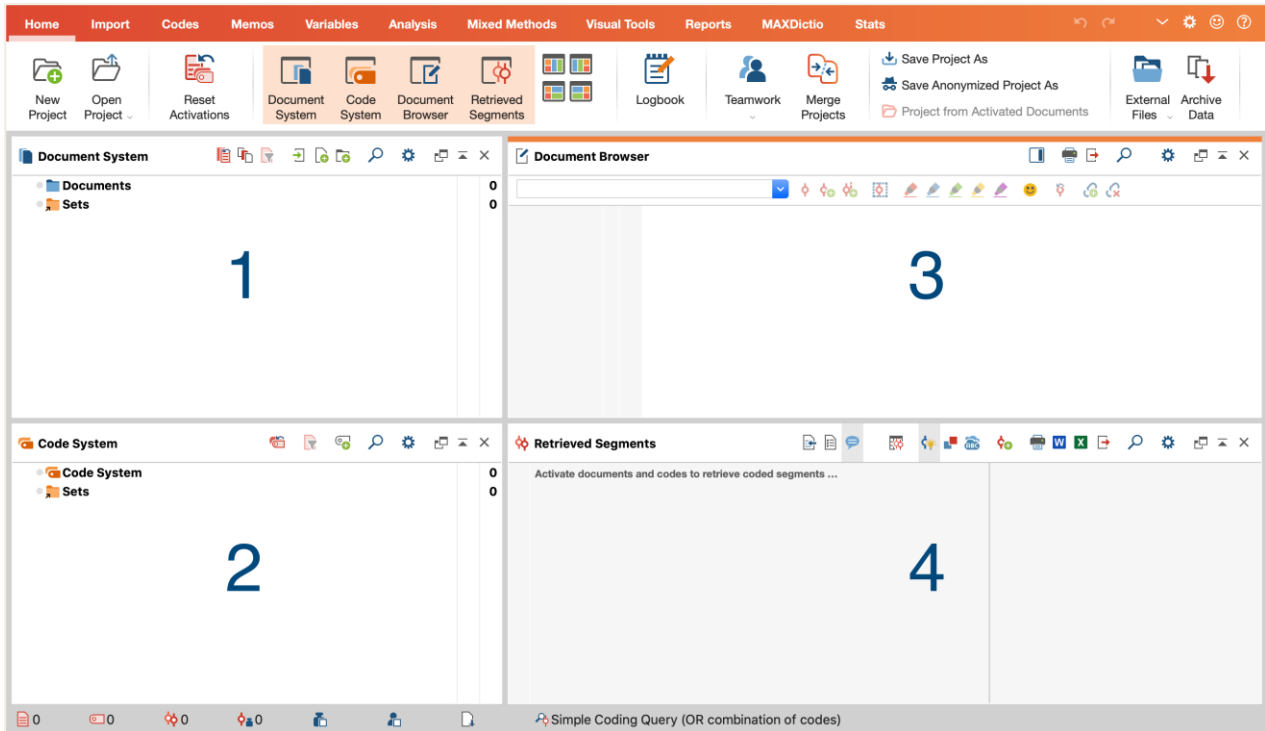 Home Import Codes Memos Variables Analysis Mixed Methods Visual Tools Reports MAXDictio Stats
New Project
Open Project
Reset Activations
Document System
Code System
Document Browser
Retrieved Segments
Logbook
Teamwork
Merge Projects
Save Project As
Save Anonymized Project As
Project from Activated Documents
External Files
Archive Data
Document System
Documents 0
Sets 0
1
Document Browser
3
Code System
Code System 0
Sets 0
2
Retrieved Segments
Activate documents and codes to retrieve coded segments ...
4
0 0 0 0 Simple Coding Query (OR combination of codes)